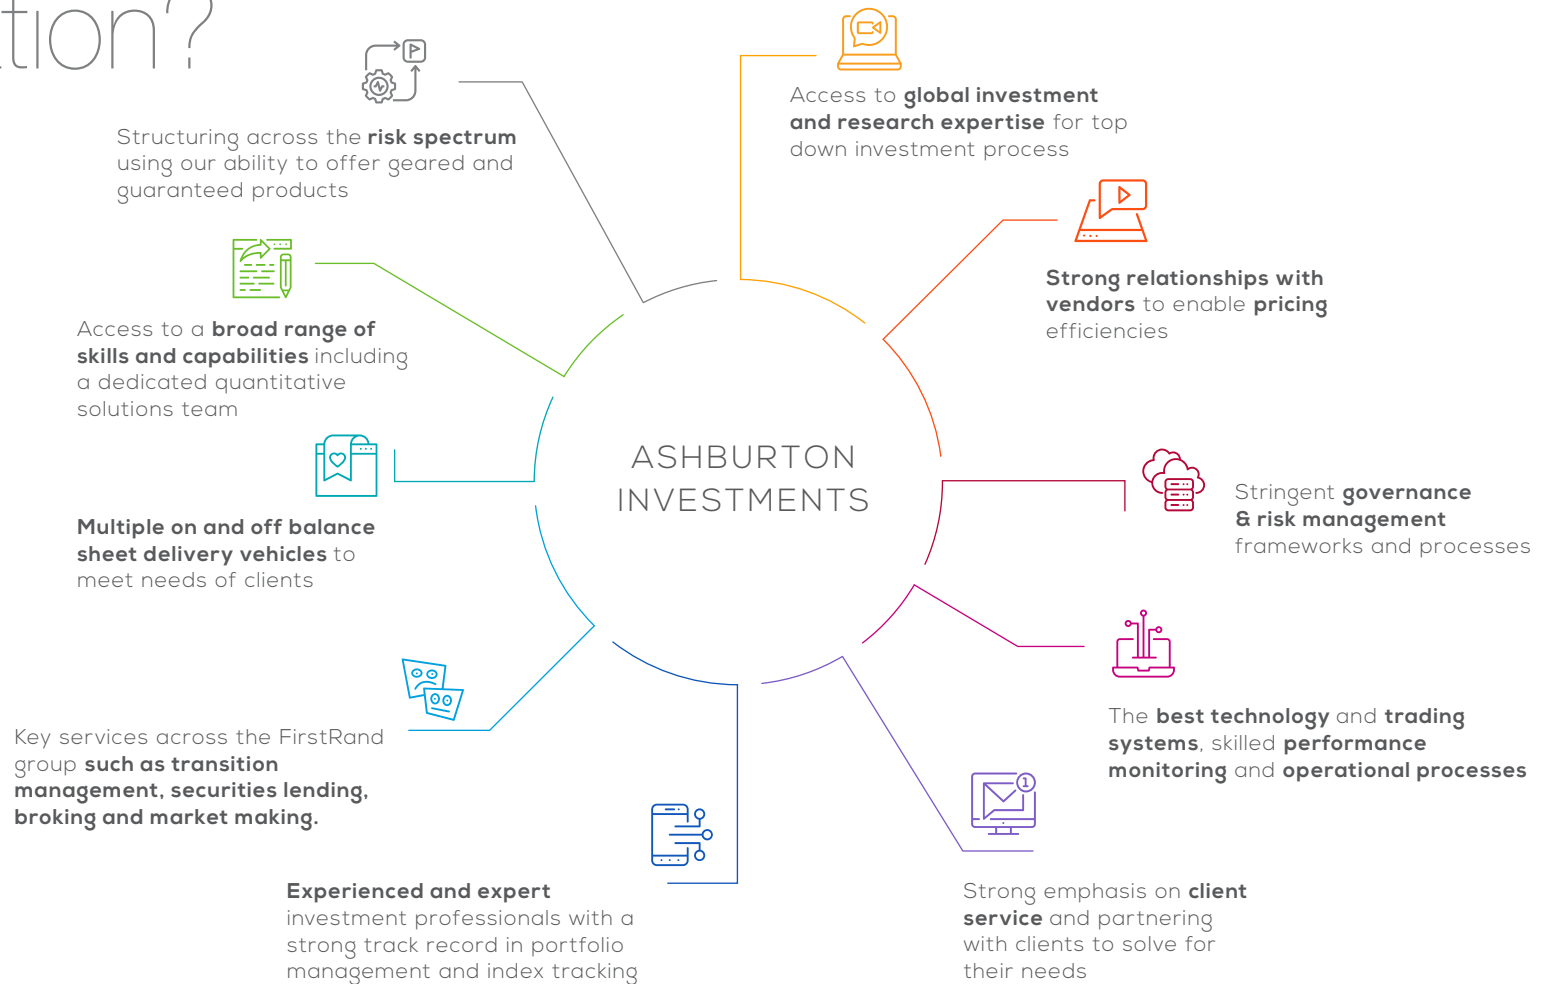 ation?
Structuring across the risk spectrum
using our ability to offer geared and
guaranteed products
Access to global investment
and research expertise for top
down investment process
Strong relationships with
vendors to enable pricing
efficiencies
Access to a broad range of
skills and capabilities including
a dedicated quantitative
solutions team
ASHBURTON
INVESTMENTS
Stringent governance
& risk management
frameworks and processes
Multiple on and off balance
sheet delivery vehicles to
meet needs of clients
The best technology and trading
systems, skilled performance
monitoring and operational processes
Key services across the FirstRand
group such as transition
management, securities lending,
broking and market making.
1
Experienced and expert
investment professionals with a
strong track record in portfolio
management and index tracking
Strong emphasis on client
service and partnering
with clients to solve for
their needs